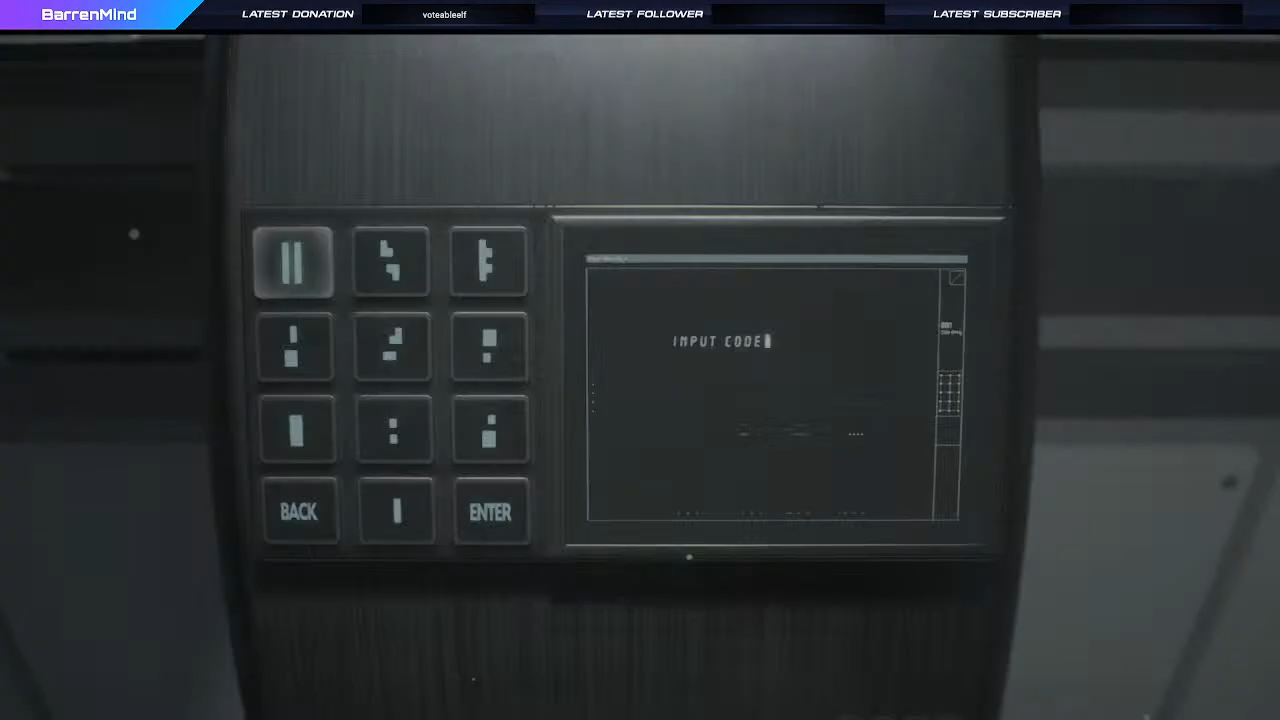 BarrenMInd
LATEST DONATION
voteableelf
LATEST FOLLOWER
LATEST SUBSCRIBER
INPUT CODE
BACK
ENTER